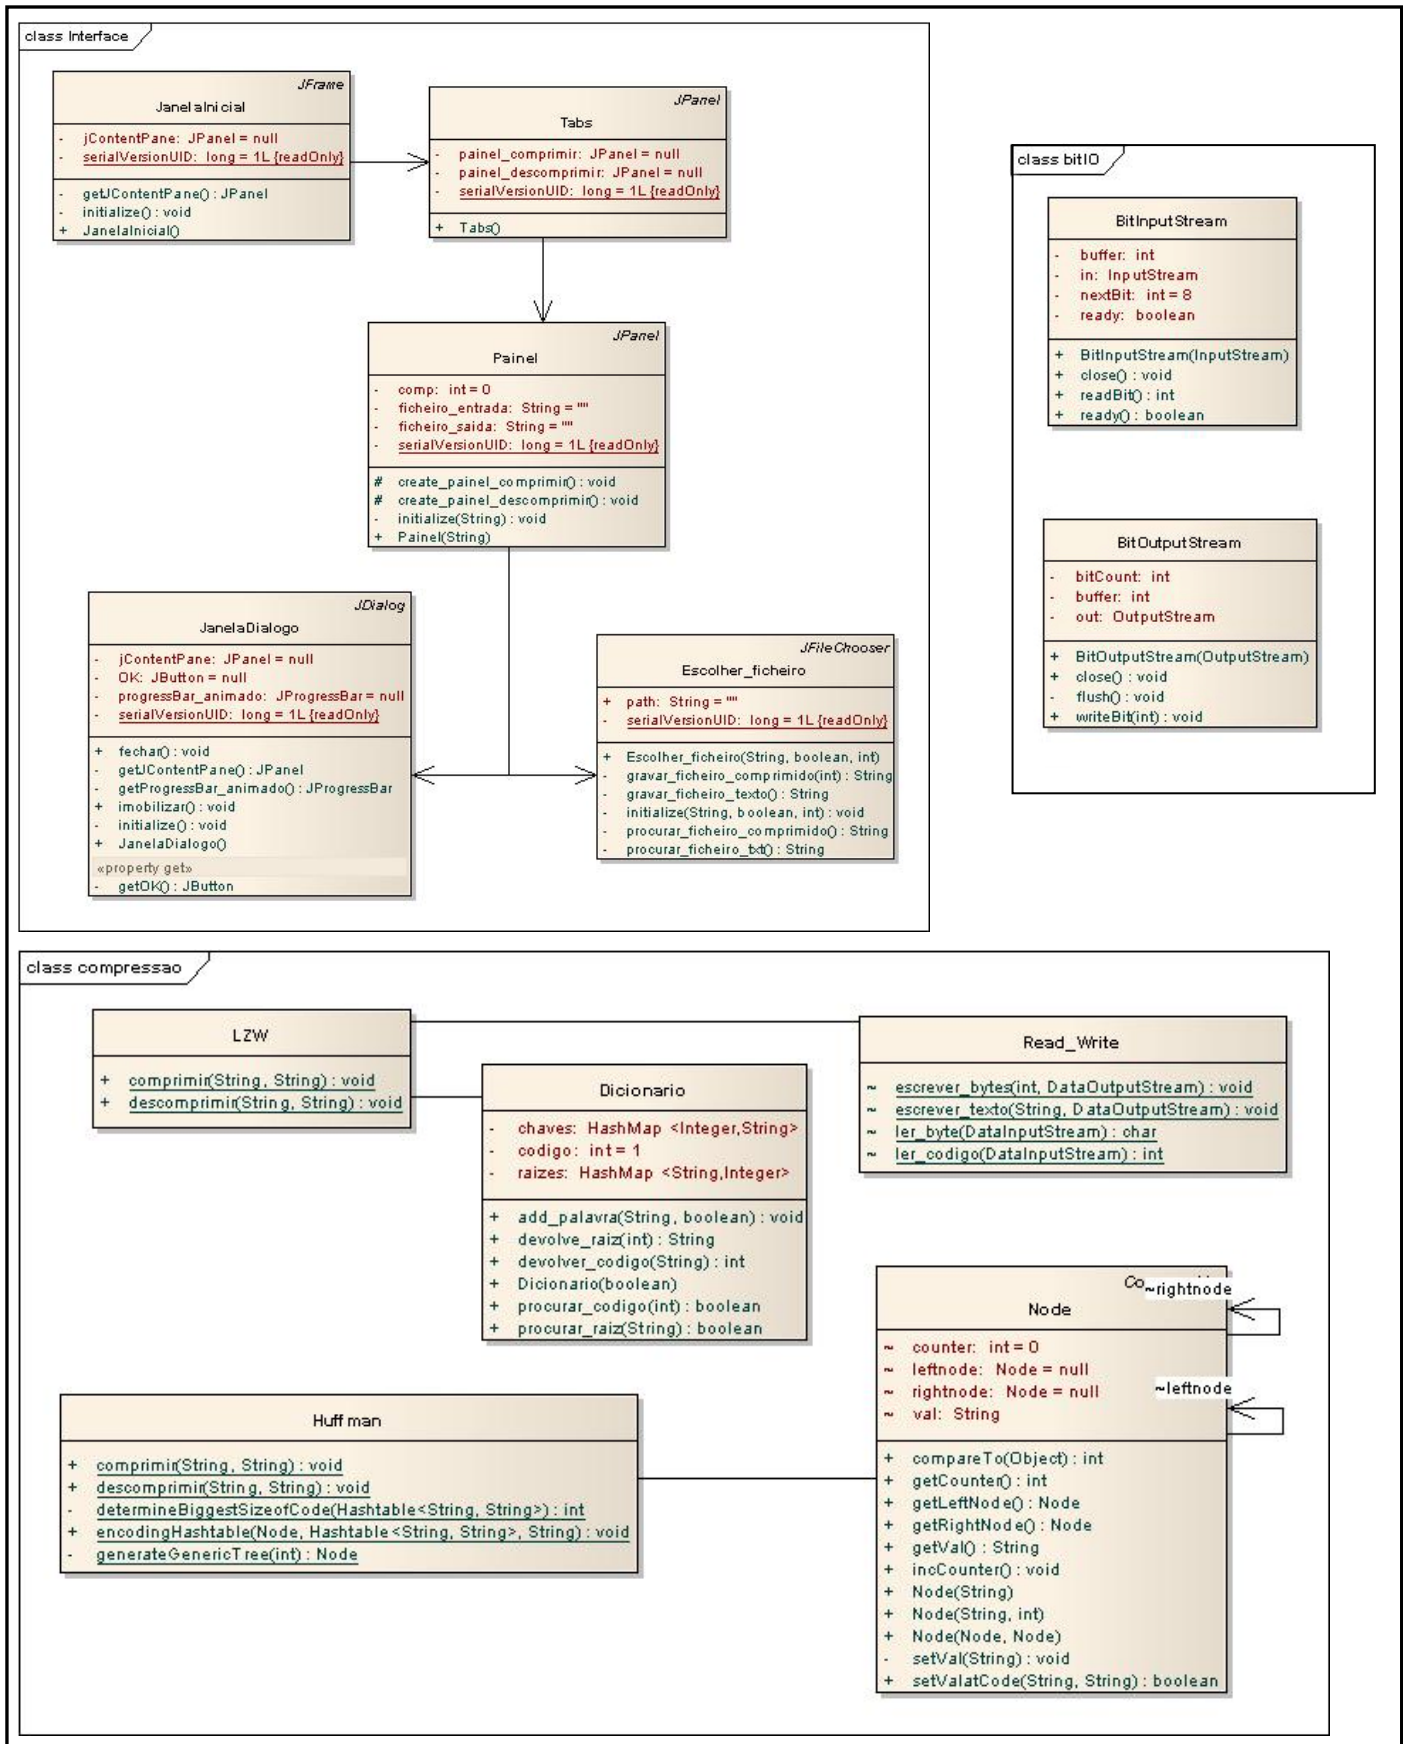 class Interface
JFrame
JanelaInicial
- jContentPane: JPanel = null
- serialVersionUID: long = 1L {readOnly}
- getJContentPane() : JPanel
- initialize() : void
+ JanelaInicial()
JPanel
Tabs
- painel_comprimir: JPanel = null
- painel_descomprimir: JPanel = null
- serialVersionUID: long = 1L {readOnly}
+ Tabs()
JPanel
Painel
- comp: int = 0
- ficheiro_entrada: String = ""
- ficheiro_saida: String = ""
- serialVersionUID: long = 1L {readOnly}
# create_painel_comprimir() : void
# create_painel_descomprimir() : void
- initialize(String) : void
+ Painel(String)
JDialog
JanelaDialogo
- jContentPane: JPanel = null
- OK: JButton = null
- progressBar_animado: JProgressBar = null
- serialVersionUID: long = 1L {readOnly}
+ fechar() : void
- getJContentPane() : JPanel
- getProgressBar_animado() : JProgressBar
+ imobilizar() : void
- initialize() : void
+ JanelaDialogo()
«property get»
- getOK() : JButton
JFileChooser
Escolher_ficheiro
+ path: String = ""
- serialVersionUID: long = 1L {readOnly}
+ Escolher_ficheiro(String, boolean, int)
- gravar_ficheiro_comprimido(int) : String
- gravar_ficheiro_texto() : String
- initialize(String, boolean, int) : void
- procurar_ficheiro_comprimido() : String
- procurar_ficheiro_txt() : String
class bitIO
BitInputStream
- buffer: int
- in: InputStream
- nextBit: int = 8
- ready: boolean
+ BitInputStream(InputStream)
+ close() : void
+ readBit() : int
+ ready() : boolean
BitOutputStream
- bitCount: int
- buffer: int
- out: OutputStream
+ BitOutputStream(OutputStream)
+ close() : void
- flush() : void
+ writeBit(int) : void
class compressao
LZW
+ comprimir(String, String) : void
+ descomprimir(String, String) : void
Read_Write
~ escrever_bytes(int, DataOutputStream) : void
~ escrever_texto(String, DataOutputStream) : void
~ ler_byte(DataInputStream) : char
~ ler_codigo(DataInputStream) : int
Dicionario
- chaves: HashMap <Integer,String>
- codigo: int = 1
- raizes: HashMap <String,Integer>
+ add_palavra(String, boolean) : void
+ devolve_raiz(int) : String
+ devolver_codigo(String) : int
+ Dicionario(boolean)
+ procurar_codigo(int) : boolean
+ procurar_raiz(String) : boolean
~rightnode
Node
~ counter: int = 0
~ leftnode: Node = null
~ rightnode: Node = null
~ val: String
~leftnode
+ compareTo(Object) : int
+ getCounter() : int
+ getLeftNode() : Node
+ getRightNode() : Node
+ getVal() : String
+ incCounter() : void
+ Node(String)
+ Node(String, int)
+ Node(Node, Node)
- setVal(String) : void
+ setValatCode(String, String) : boolean
Huffman
+ comprimir(String, String) : void
+ descomprimir(String, String) : void
- determineBiggestSizeofCode(Hashtable<String, String>) : int
+ encodingHashtable(Node, Hashtable<String, String>, String) : void
- generateGenericTree(int) : Node